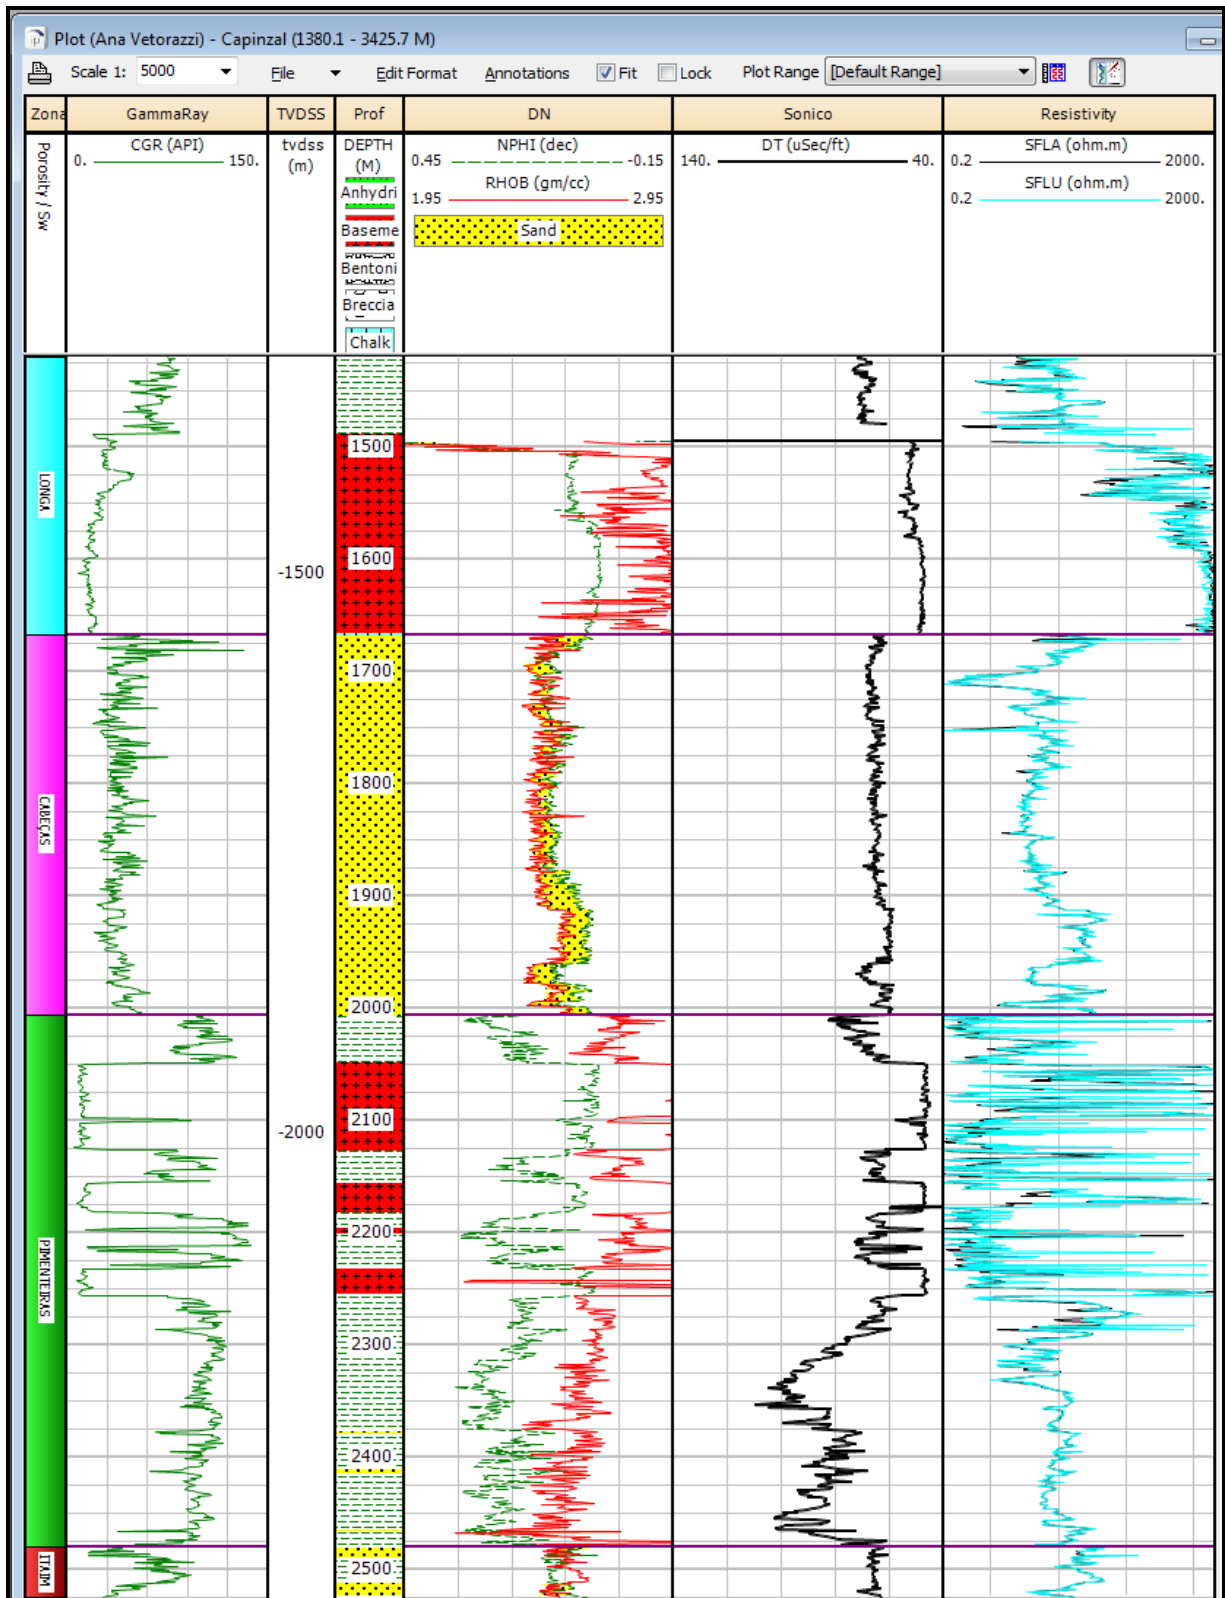 Plot (Ana Vetorazzi) - Capinzal (1380.1 - 3425.7 M)
Scale 1: 5000 File Edit Format Annotations Fit Lock Plot Range [Default Range]
Zona GammaRay TVDSS Prof DN Sonico Resistivity
Porosity / Sw
CGR (API)
0. 150.
tvdss
(m)
DEPTH
(M)
Anhydri
Baseme
Bentoni
Breccia
Chalk
NPHI (dec)
0.45 -0.15
RHOB (gm/cc)
1.95 2.95
Sand
DT (uSec/ft)
140. 40.
SFLA (ohm.m)
0.2 2000.
SFLU (ohm.m)
0.2 2000.
LONGA
CABEÇAS
PIMENTEIRAS
ITAIM
-1500
-2000
1500
1600
1700
1800
1900
2000
2100
2200
2300
2400
2500